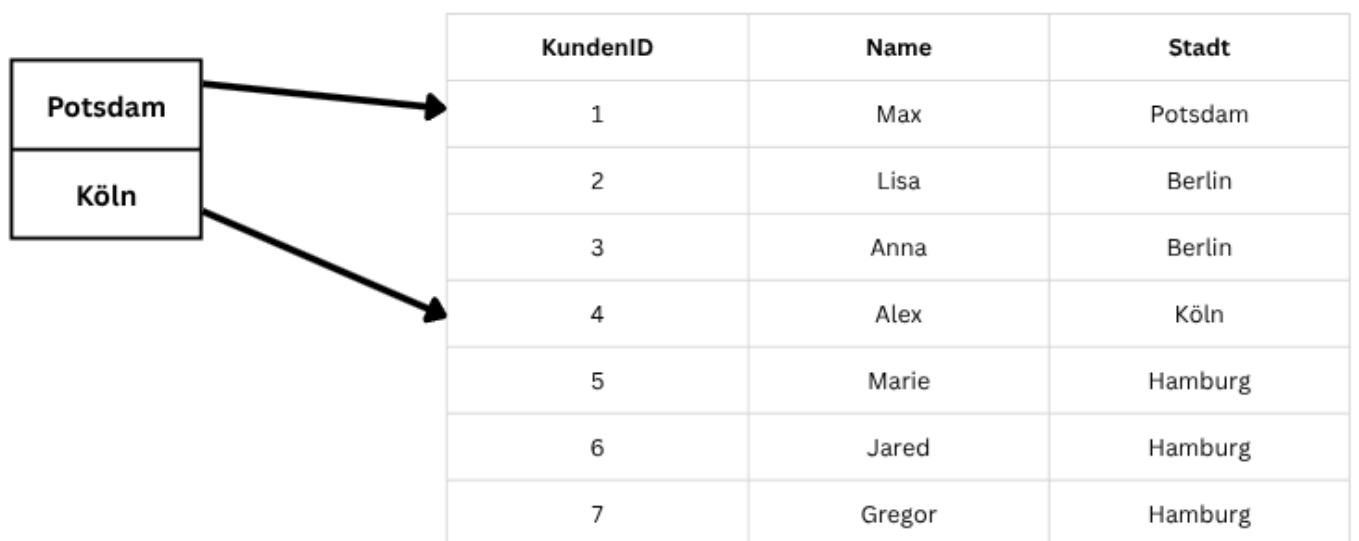 Potsdam
Köln
KundenID Name Stadt
1 Max Potsdam
2 Lisa Berlin
3 Anna Berlin
4 Alex Köln
5 Marie Hamburg
6 Jared Hamburg
7 Gregor Hamburg